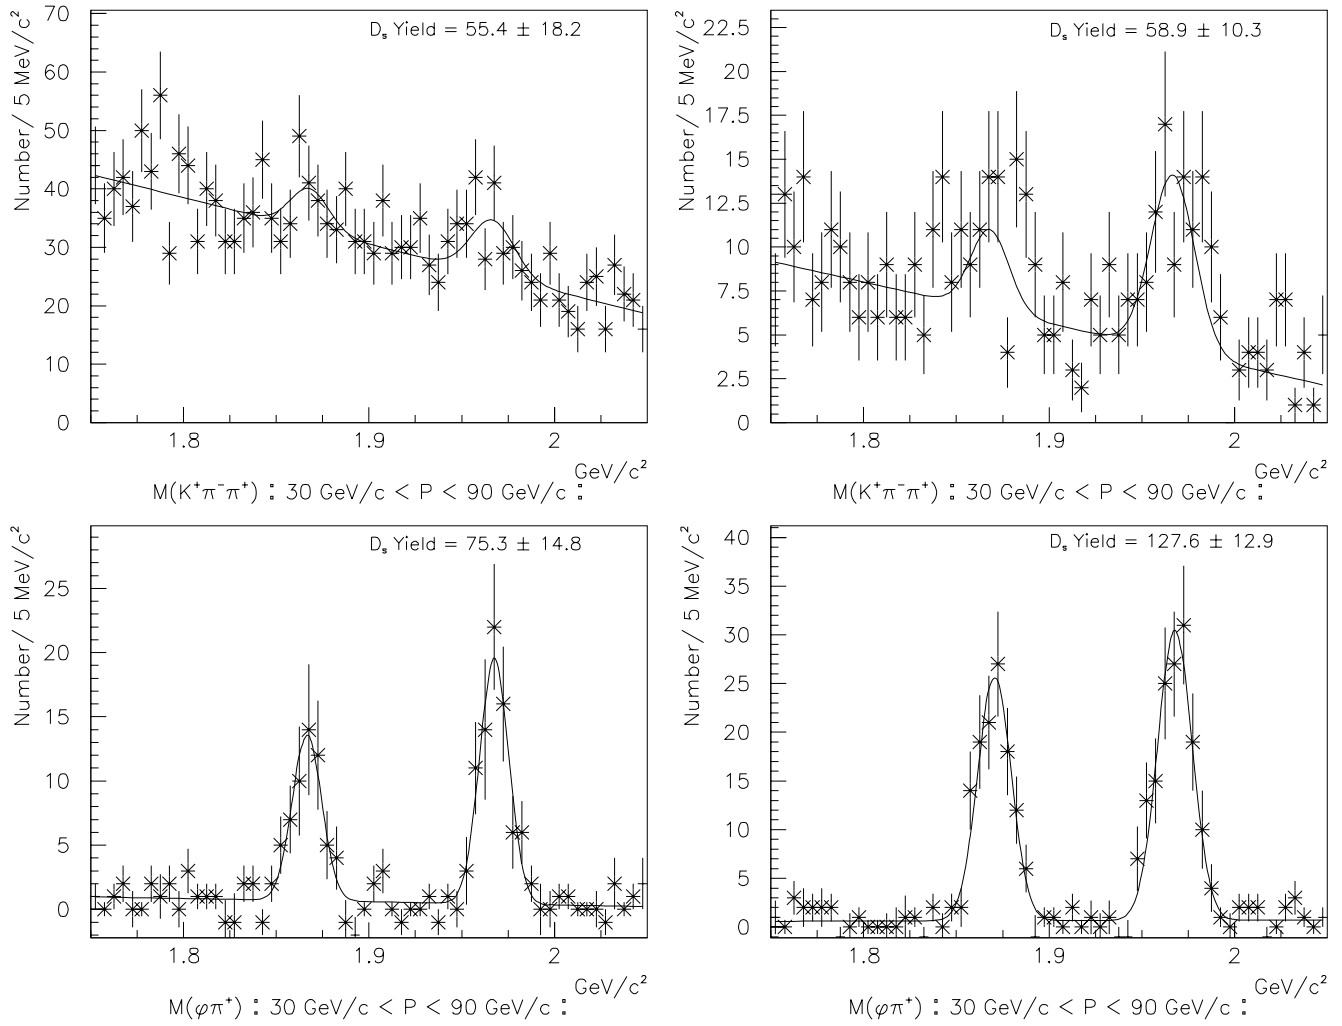 Number/ 5 MeV/c²
Dₛ Yield = 55.4 ± 18.2
70
60
50
40
30
20
10
0
1.8
1.9
2
GeV/c²
M(K⁺π⁻π⁺) : 30 GeV/c < P < 90 GeV/c :
Number/ 5 MeV/c²
Dₛ Yield = 58.9 ± 10.3
22.5
20
17.5
15
12.5
10
7.5
5
2.5
0
1.8
1.9
2
GeV/c²
M(K⁺π⁻π⁺) : 30 GeV/c < P < 90 GeV/c :
Number/ 5 MeV/c²
Dₛ Yield = 75.3 ± 14.8
25
20
15
10
5
0
1.8
1.9
2
GeV/c²
M(φπ⁺) : 30 GeV/c < P < 90 GeV/c :
Number/ 5 MeV/c²
Dₛ Yield = 127.6 ± 12.9
40
35
30
25
20
15
10
5
0
1.8
1.9
2
GeV/c²
M(φπ⁺) : 30 GeV/c < P < 90 GeV/c :